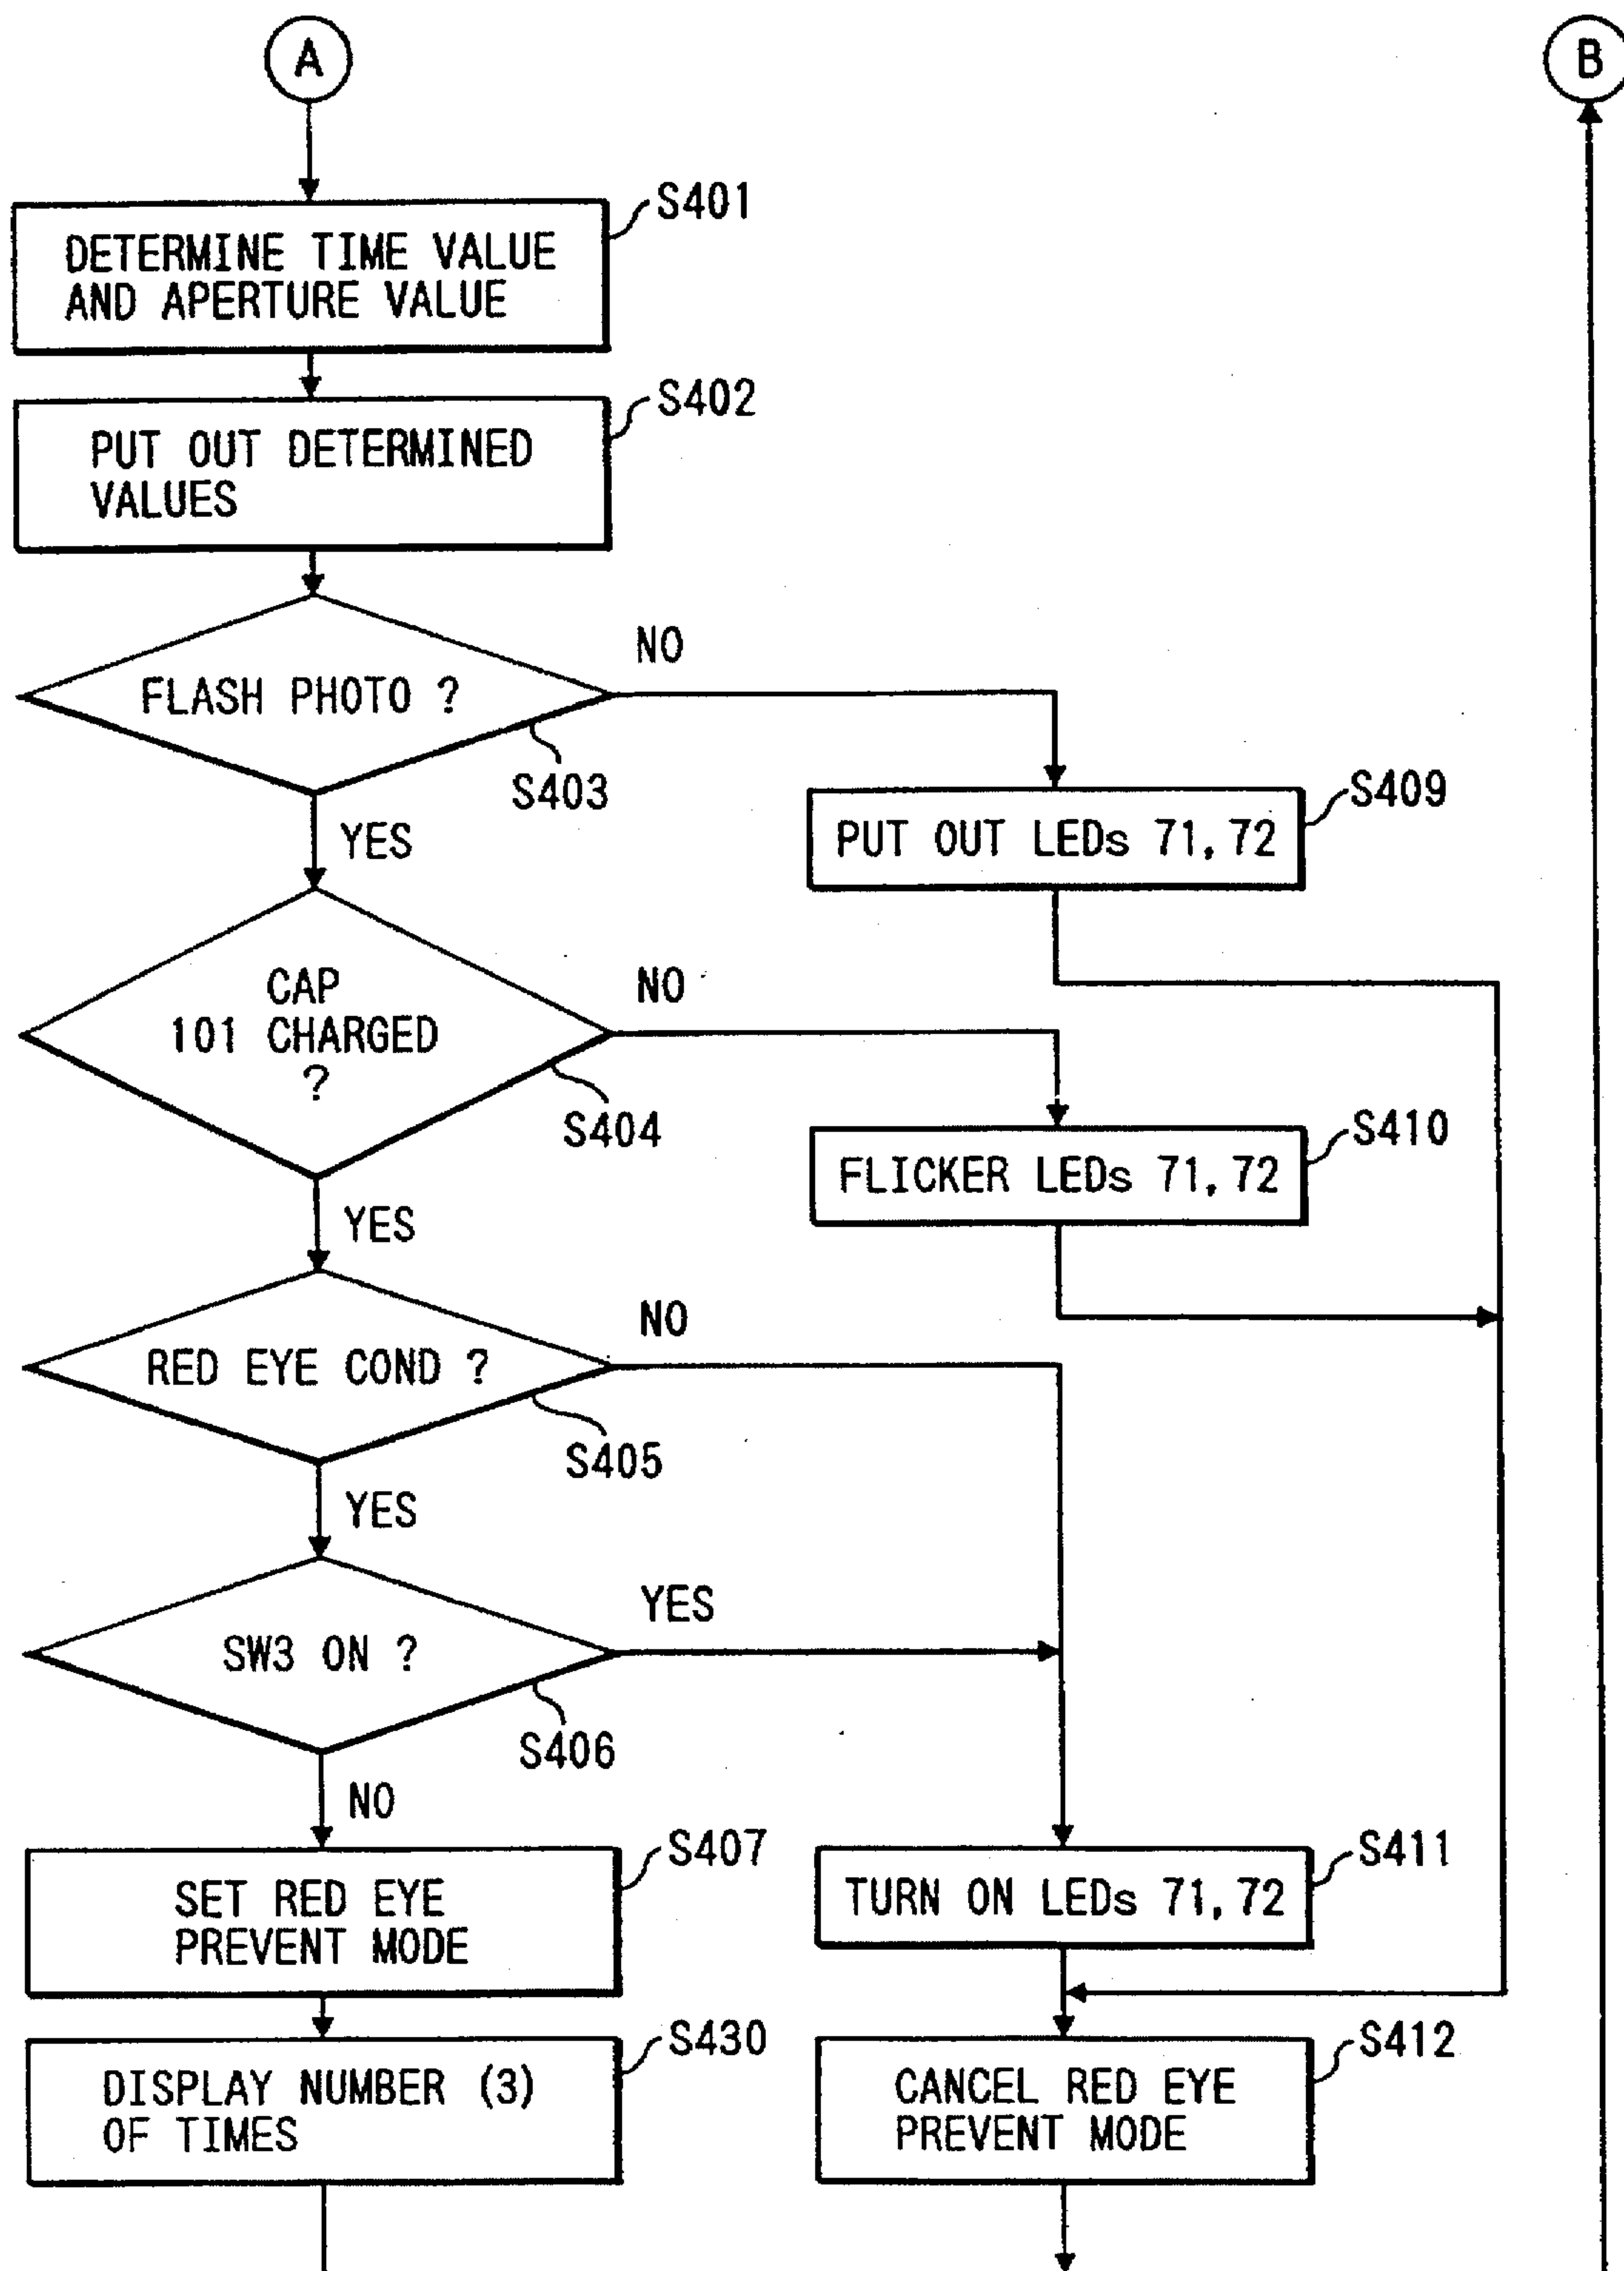 A
B
S401
DETERMINE TIME VALUE
AND APERTURE VALUE
S402
PUT OUT DETERMINED
VALUES
FLASH PHOTO ?
NO
S403
YES
S409
PUT OUT LEDs 71, 72
CAP
101 CHARGED
?
NO
S404
YES
S410
FLICKER LEDs 71, 72
RED EYE COND ?
NO
S405
YES
SW3 ON ?
YES
S406
NO
S407
SET RED EYE
PREVENT MODE
S411
TURN ON LEDs 71, 72
S430
DISPLAY NUMBER (3)
OF TIMES
S412
CANCEL RED EYE
PREVENT MODE